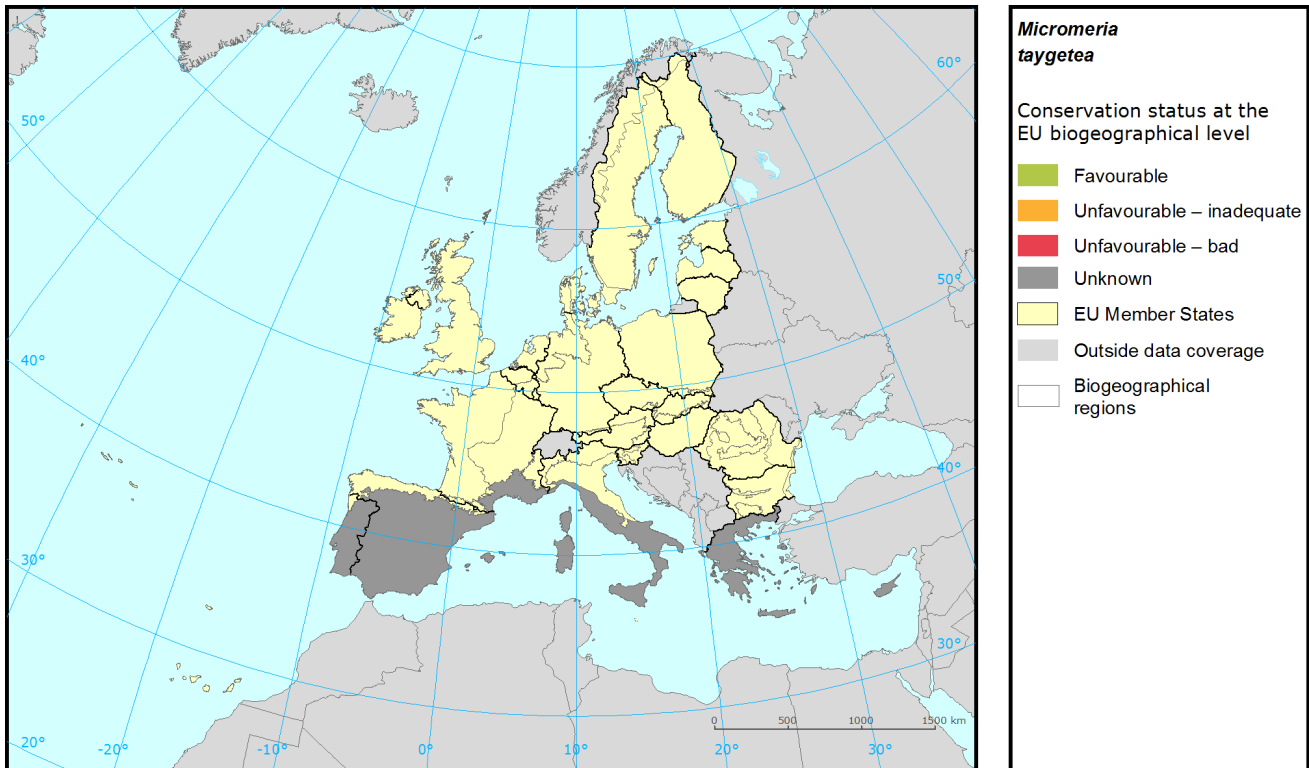 60°
50°
50°
40°
40°
30°
30°
20°
-20°
-10°
0°
10°
20°
30°
0
500
1000
1500 km
Micromeria
taygetea
Conservation status at the
EU biogeographical level
Favourable
Unfavourable – inadequate
Unfavourable – bad
Unknown
EU Member States
Outside data coverage
Biogeographical
regions